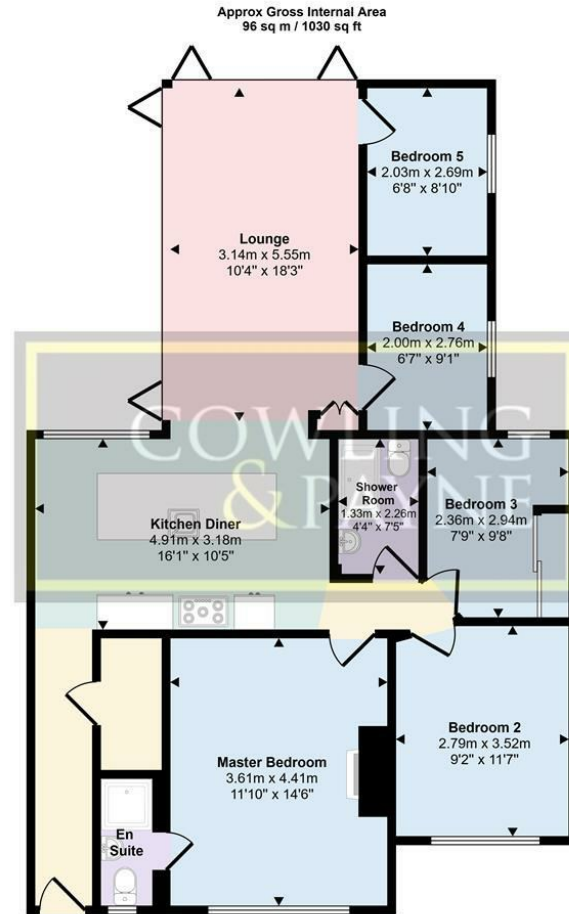 Approx Gross Internal Area
96 sq m / 1030 sq ft
Bedroom 5
2.03m x 2.69m
6'8" x 8'10"
Lounge
3.14m x 5.55m
10'4" x 18'3"
Bedroom 4
2.00m x 2.76m
6'7" x 9'1"
COWLING
& PAYNE
Shower
Room
1.33m x 2.26m
4'4" x 7'5"
Bedroom 3
2.36m x 2.94m
7'9" x 9'8"
Kitchen Diner
4.91m x 3.18m
16'1" x 10'5"
Bedroom 2
2.79m x 3.52m
9'2" x 11'7"
Master Bedroom
3.61m x 4.41m
11'10" x 14'6"
En
Suite